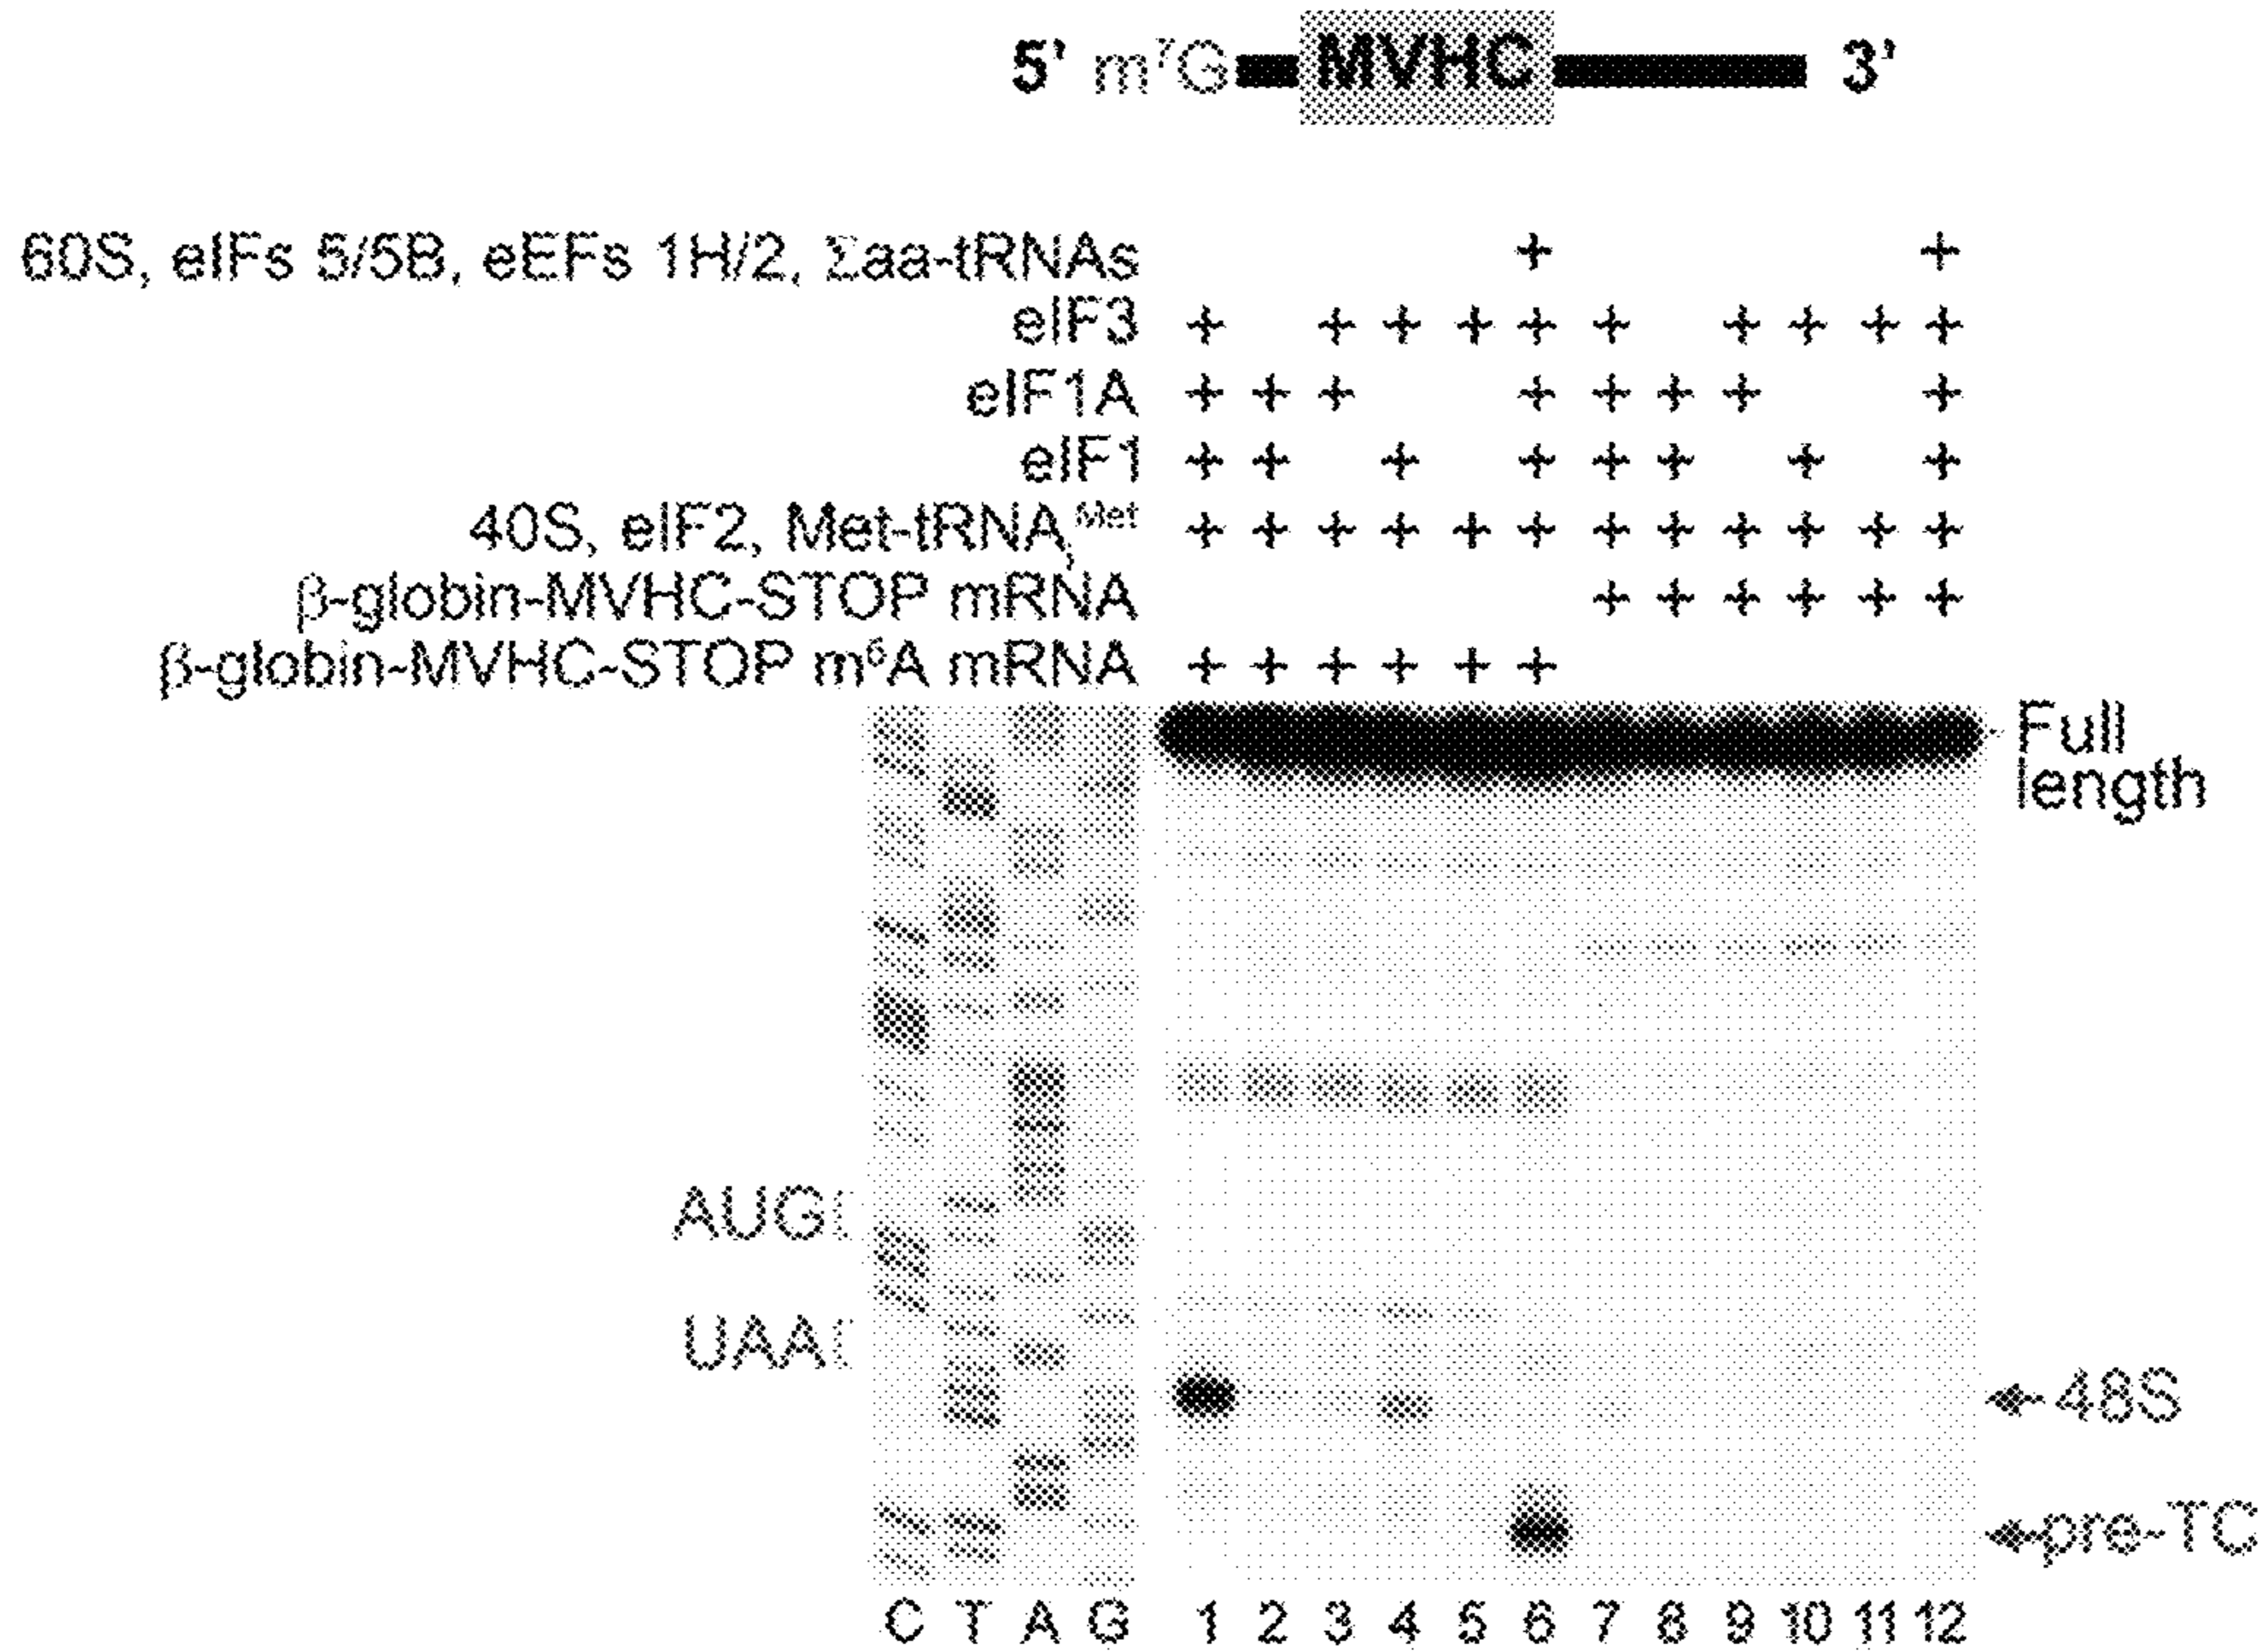 5' m⁷G MVHC 3'
60S, eIFs 5/5B, eEFs 1H/2, Σaa-tRNAs + +
eIF3 + + + + + + + + + +
eIF1A + + + + + + + +
eIF1 + + + + + + + +
40S, eIF2, Met-tRNAᵢᴹᵉᵗ + + + + + + + + + + + +
β-globin-MVHC-STOP mRNA + + + + + +
β-globin-MVHC-STOP m⁶A mRNA + + + + + +
Full
length
AUG[
UAA[
48S
pre-TC
C T A G 1 2 3 4 5 6 7 8 9 10 11 12